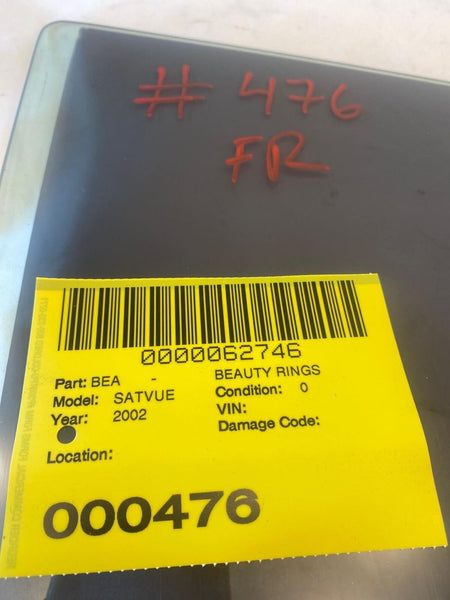 # 476
FR
0000062746
Part: BEA - BEAUTY RINGS
Model: SATVUE Condition: 0
Year: 2002 VIN:
Damage Code:
Location:
000476